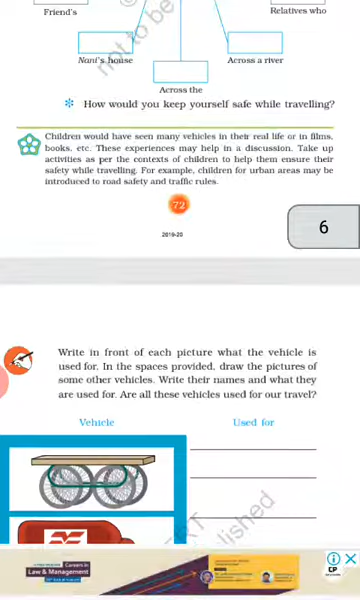 Friend's
Relatives who
Nani's house
Across a river
Across the
not to be
How would you keep yourself safe while travelling?
Children would have seen many vehicles in their real life or in films,
books, etc. These experiences may help in a discussion. Take up
activities as per the contexts of children to help them ensure their
safety while travelling. For example, children for urban areas may be
introduced to road safety and traffic rules.
72
2019-20
6
Write in front of each picture what the vehicle is
used for. In the spaces provided, draw the pictures of
some other vehicles. Write their names and what they
are used for. Are all these vehicles used for our travel?
Vehicle
Used for
Careers in
Law & Management
CP